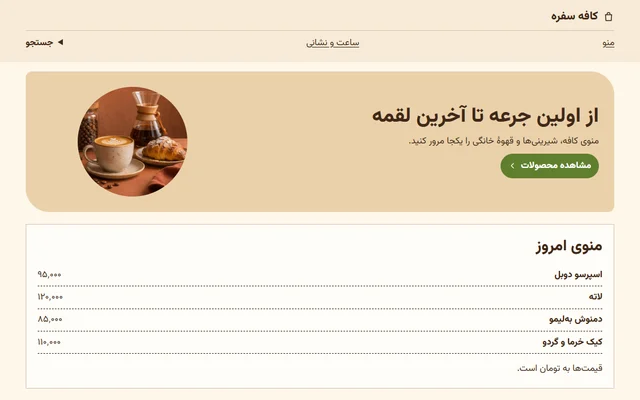 کافه سفره
منو
ساعت و نشانی
جستجو
از اولین جرعه تا آخرین لقمه
منوی کافه، شیرینی‌ها و قهوهٔ خانگی را یکجا مرور کنید.
مشاهده محصولات
منوی امروز
اسپرسو دوبل ۹۵,۰۰۰
لاته ۱۲۰,۰۰۰
دمنوش به‌لیمو ۸۵,۰۰۰
کیک خرما و گردو ۱۱۰,۰۰۰
قیمت‌ها به تومان است.